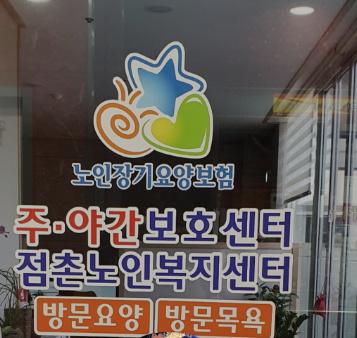 노인장기요양보험
주·야간보호센터
점촌노인복지센터
방문요양 방문목욕